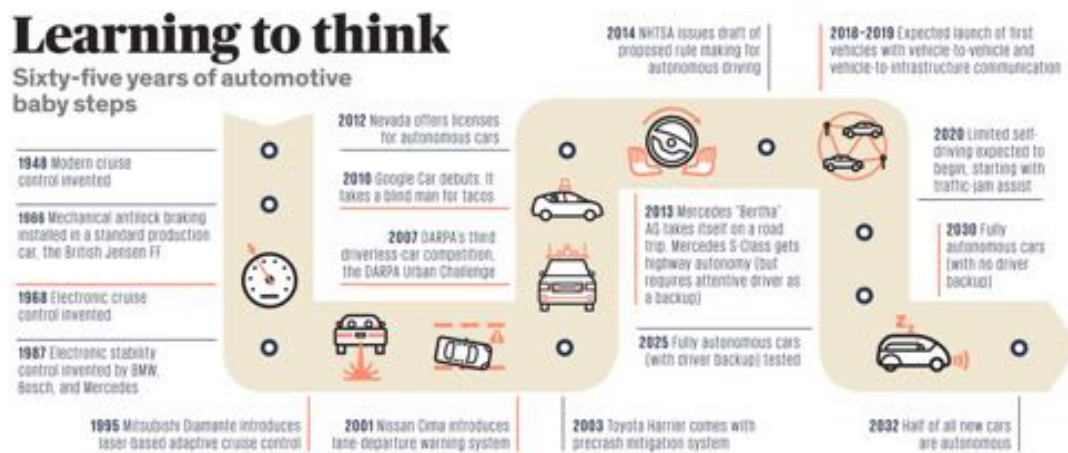 Learning to think
Sixty-five years of automotive
baby steps
1948 Modern cruise
control invented
1966 Mechanical antilock braking
installed in a standard production
car, the British Jensen FF
1968 Electronic cruise
control invented
1987 Electronic stability
control invented by BMW,
Bosch, and Mercedes
1995 Mitsubishi Diamante introduces
laser-based adaptive cruise control
2001 Nissan Cima introduces
lane-departure warning system
2003 Toyota Harrier comes with
precrash mitigation system
2007 DARPA's third
driverless-car competition,
the DARPA Urban Challenge
2010 Google Car debuts. It
takes a blind man for tacos
2012 Nevada offers licenses
for autonomous cars
2013 Mercedes "Bertha"
AG takes itself on a road
trip. Mercedes S-Class gets
highway autonomy (but
requires attentive driver as
a backup)
2014 NHTSA issues draft of
proposed rule making for
autonomous driving
2018-2019 Expected launch of first
vehicles with vehicle-to-vehicle and
vehicle-to-infrastructure communication
2020 Limited self-
driving expected to
begin, starting with
traffic-jam assist
2025 Fully autonomous cars
(with driver backup) tested
2030 Fully
autonomous cars
(with no driver
backup)
Z Z
2032 Half of all new cars
are autonomous